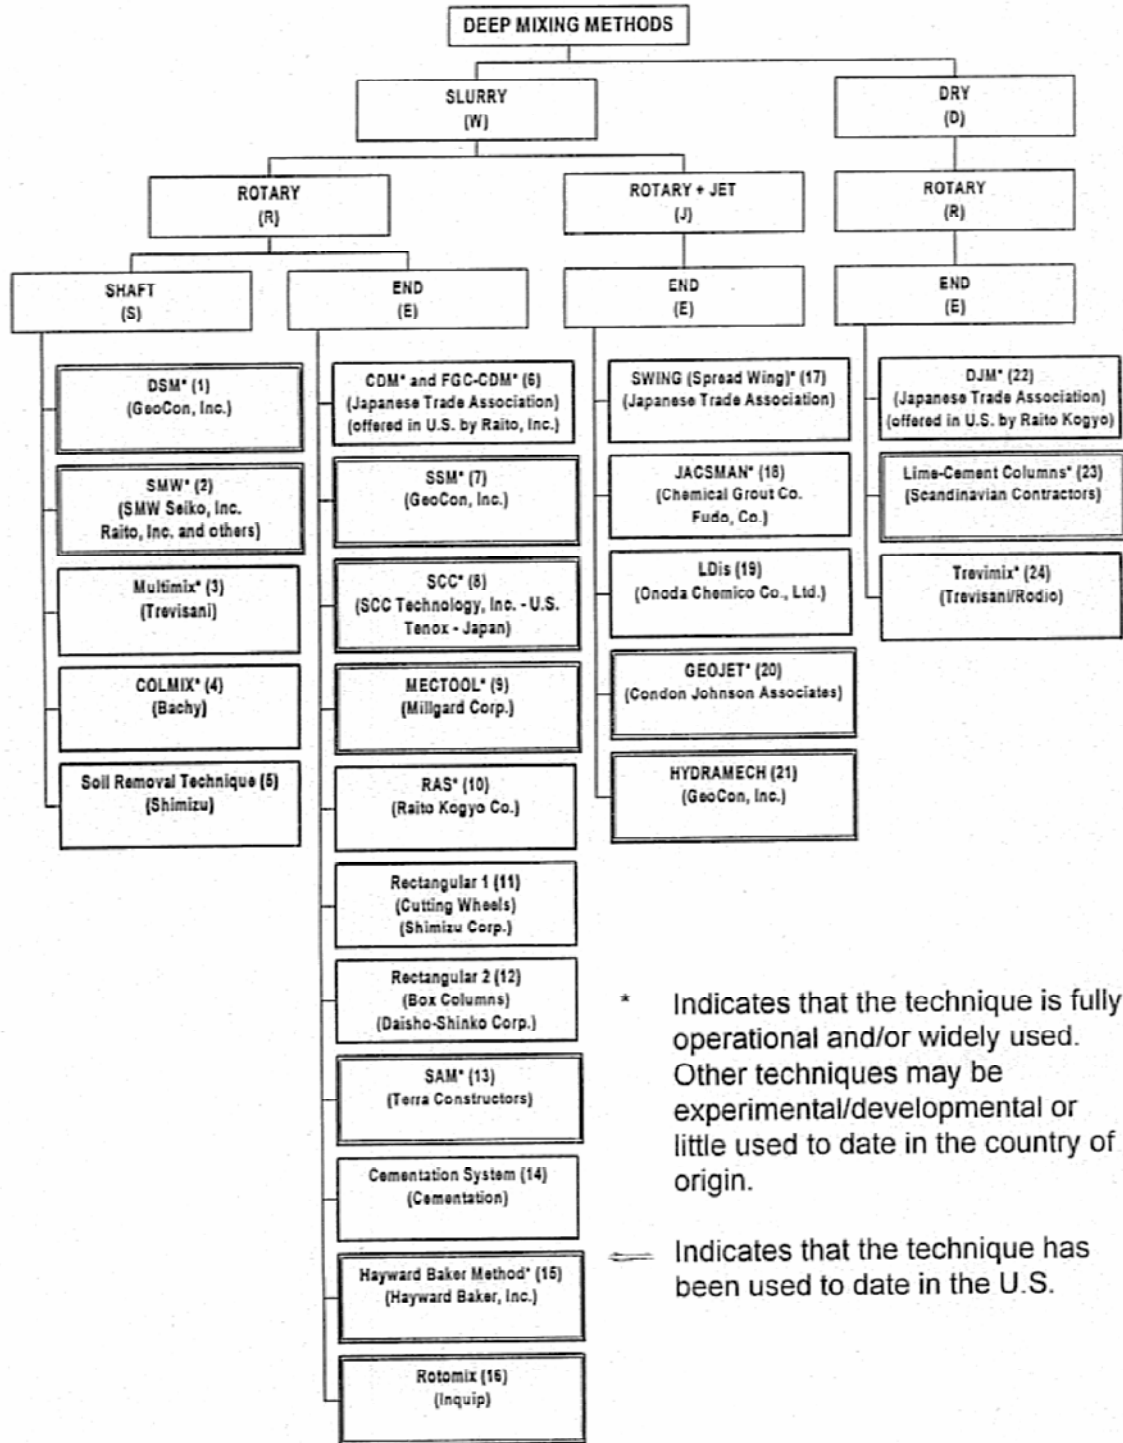 DEEP MIXING METHODS
SLURRY
(W)
DRY
(D)
ROTARY
(R)
ROTARY + JET
(J)
ROTARY
(R)
SHAFT
(S)
END
(E)
END
(E)
END
(E)
DSM* (1)
(GeoCon, Inc.)
SMW* (2)
(SMW Seiko, Inc.
Raito, Inc. and others)
Multimix* (3)
(Trevisani)
COLMIX* (4)
(Bachy)
Soil Removal Technique (5)
(Shimizu)
CDM* and FGC-CDM* (6)
(Japanese Trade Association)
(offered in U.S. by Raito, Inc.)
SSM* (7)
(GeoCon, Inc.)
SCC* (8)
(SCC Technology, Inc. - U.S.
Tenox - Japan)
MECTOOL* (9)
(Millgard Corp.)
RAS* (10)
(Raito Kogyo Co.)
Rectangular 1 (11)
(Cutting Wheels)
(Shimizu Corp.)
Rectangular 2 (12)
(Box Columns)
(Daisho-Shinko Corp.)
SAM* (13)
(Terra Constructors)
Cementation System (14)
(Cementation)
Hayward Baker Method* (15)
(Hayward Baker, Inc.)
Rotomix (16)
(Inquip)
SWING (Spread Wing)* (17)
(Japanese Trade Association)
JACSMAN* (18)
(Chemical Grout Co.
Fudo, Co.)
LDis (19)
(Onoda Chemico Co., Ltd.)
GEOJET* (20)
(Condon Johnson Associates)
HYDRAMECH (21)
(GeoCon, Inc.)
DJM* (22)
(Japanese Trade Association)
(offered in U.S. by Raito Kogyo)
Lime-Cement Columns* (23)
(Scandinavian Contractors)
Trevimix* (24)
(Trevisani/Rodio)
* Indicates that the technique is fully
operational and/or widely used.
Other techniques may be
experimental/developmental or
little used to date in the country of
origin.
Indicates that the technique has
been used to date in the U.S.